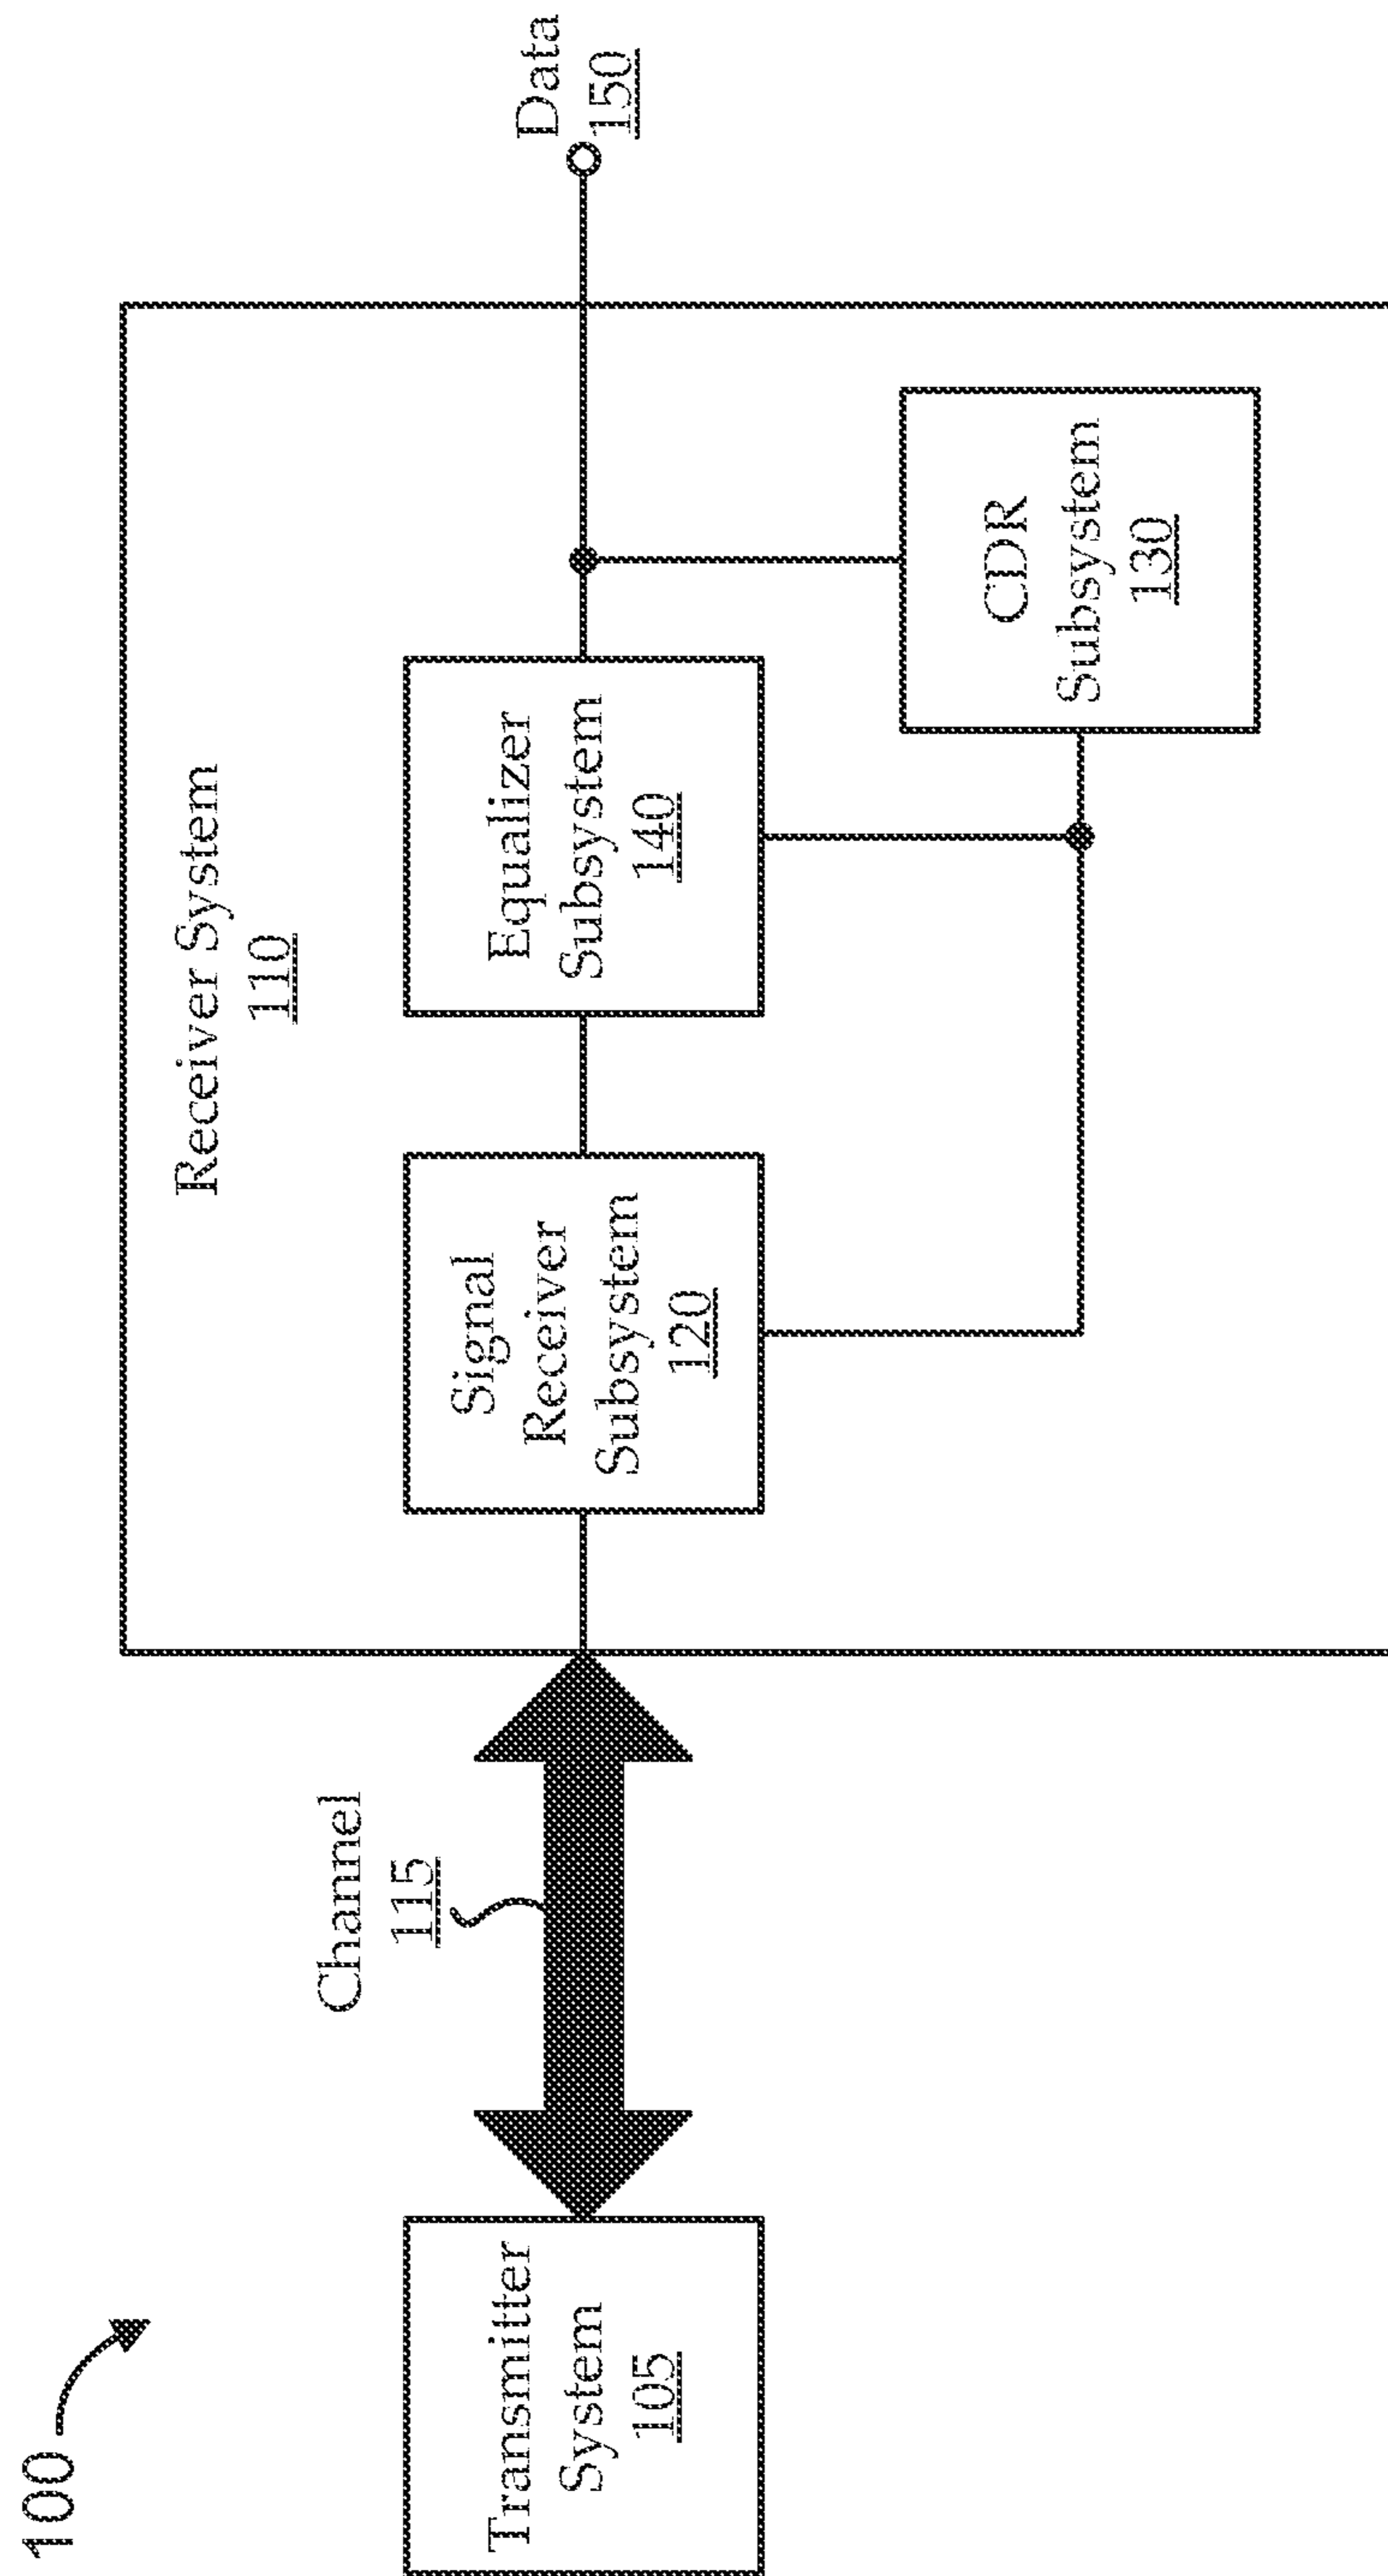 100
Transmitter
System
105
Channel
115
Receiver System
110
Signal
Receiver
Subsystem
120
Equalizer
Subsystem
140
CDR
Subsystem
130
Data
150